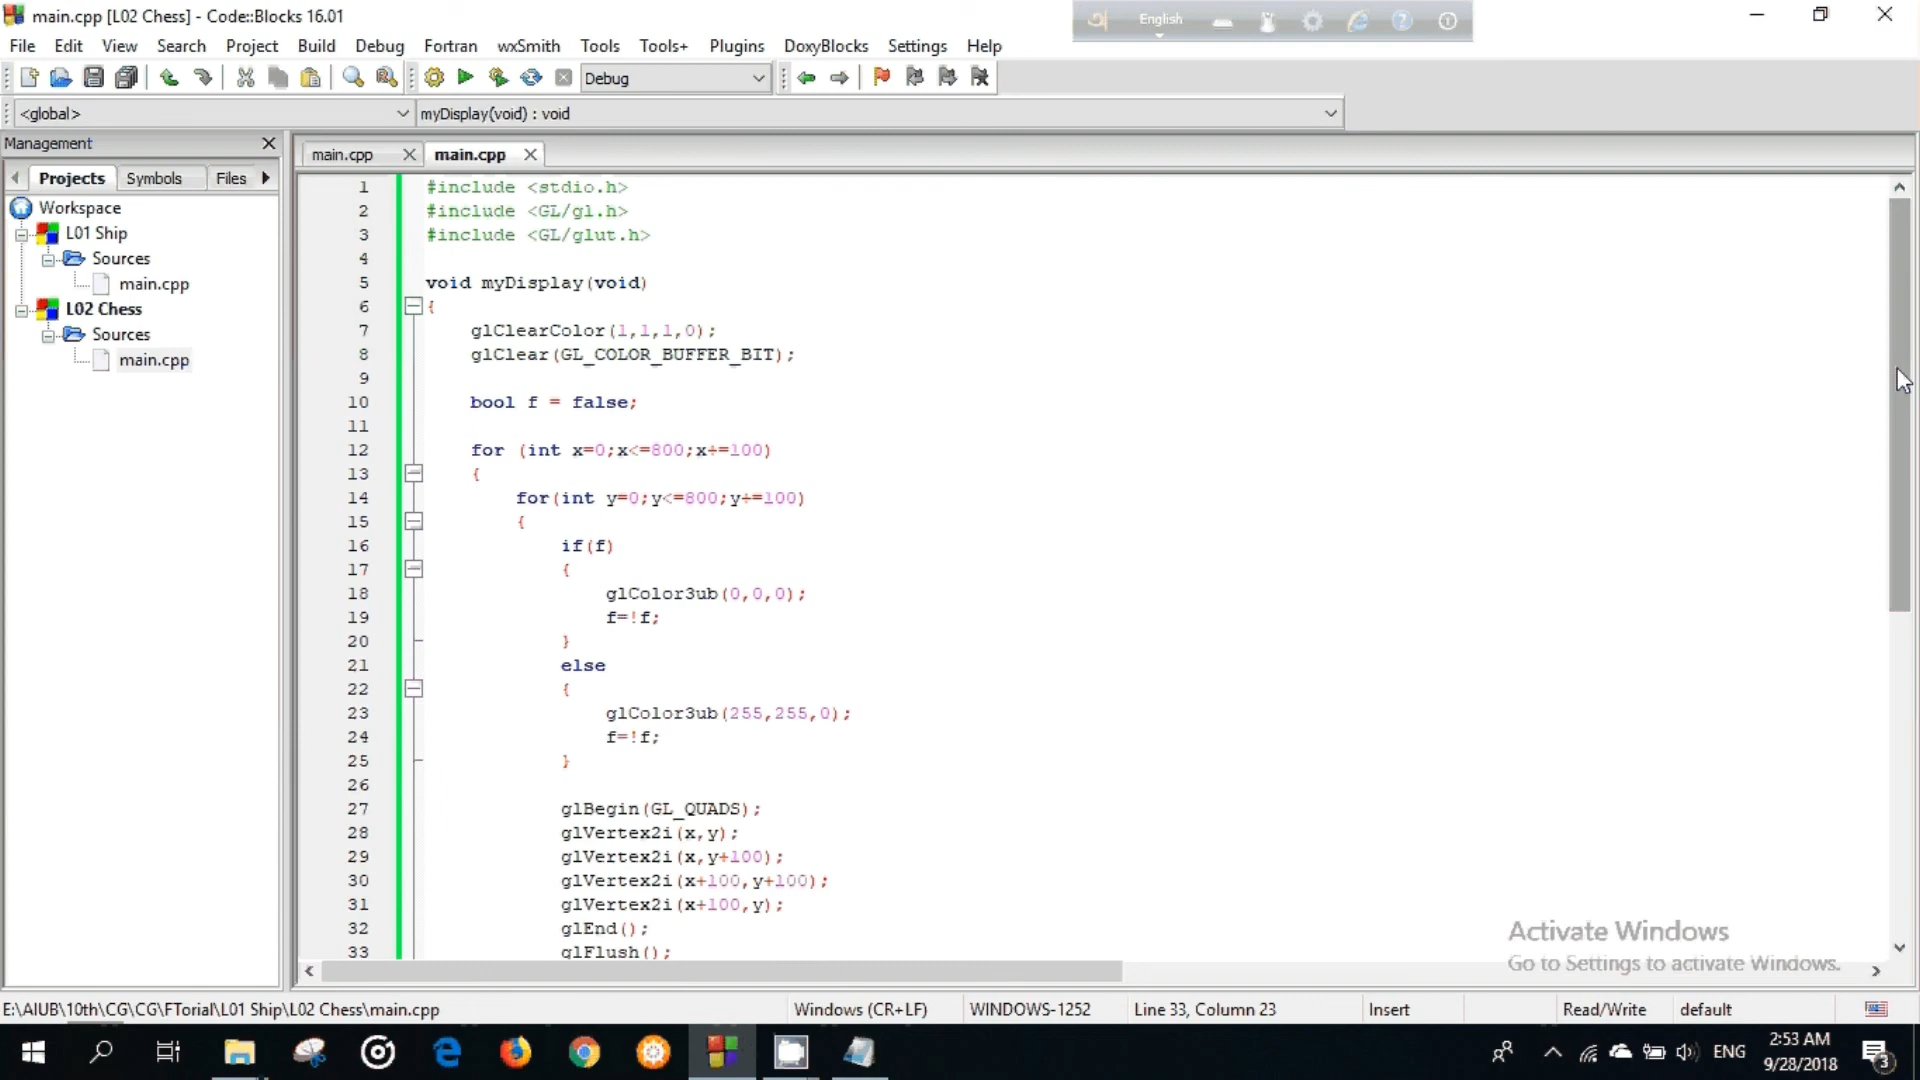 main.cpp [L02 Chess] - Code::Blocks 16.01
English
File Edit View Search Project Build Debug Fortran wxSmith Tools Tools+ Plugins DoxyBlocks Settings Help
Debug
<global>
myDisplay(void) : void
Management
Projects Symbols Files
main.cpp main.cpp
Workspace
L01 Ship
Sources
main.cpp
L02 Chess
Sources
main.cpp
1 #include <stdio.h>
2 #include <GL/gl.h>
3 #include <GL/glut.h>
4
5 void myDisplay(void)
6 {
7 glClearColor(1,1,1,0);
8 glClear(GL_COLOR_BUFFER_BIT);
9
10 bool f = false;
11
12 for (int x=0;x<=800;x+=100)
13 {
14 for(int y=0;y<=800;y+=100)
15 {
16 if(f)
17 {
18 glColor3ub(0,0,0);
19 f=!f;
20 }
21 else
22 {
23 glColor3ub(255,255,0);
24 f=!f;
25 }
26
27 glBegin(GL_QUADS);
28 glVertex2i(x,y);
29 glVertex2i(x,y+100);
30 glVertex2i(x+100,y+100);
31 glVertex2i(x+100,y);
32 glEnd();
33 glFlush();
Activate Windows
Go to Settings to activate Windows.
E:\AIUB\10th\CG\CG\FTorial\L01 Ship\L02 Chess\main.cpp Windows (CR+LF) WINDOWS-1252 Line 33, Column 23 Insert Read/Write default
ENG
2:53 AM
9/28/2018
3